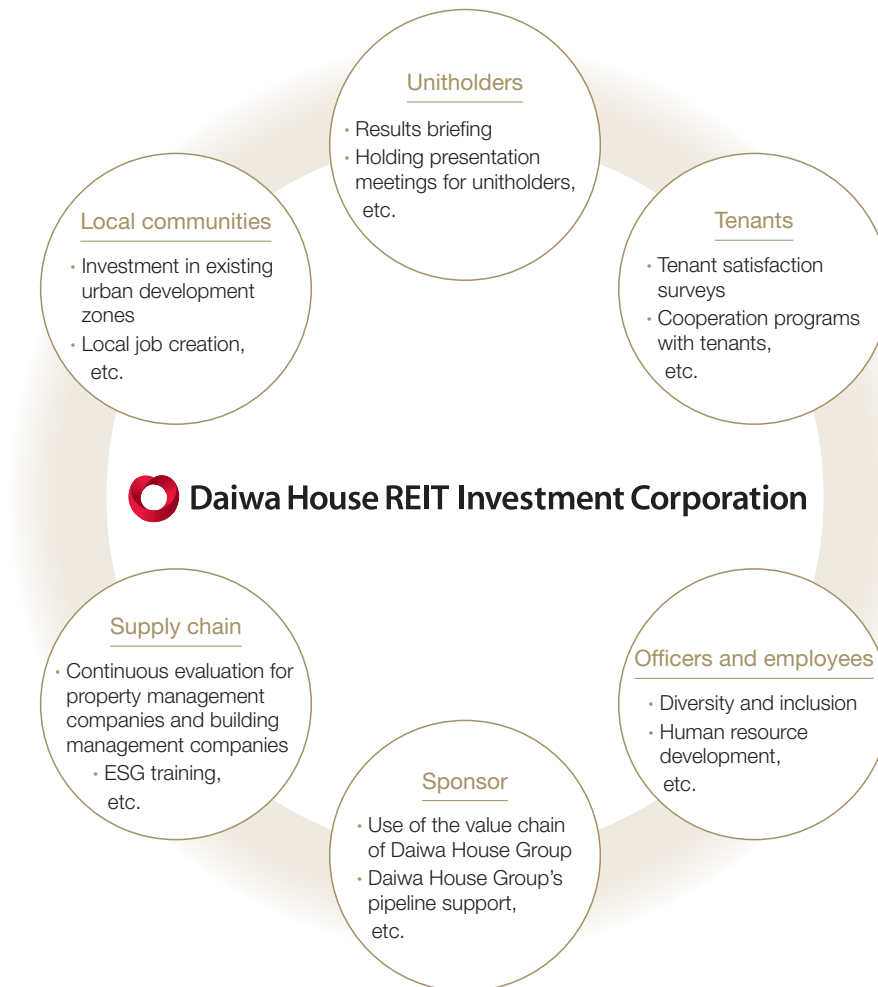 Unitholders
· Results briefing
· Holding presentation
meetings for unitholders,
etc.
Local communities
· Investment in existing
urban development
zones
· Local job creation,
etc.
Tenants
· Tenant satisfaction
surveys
· Cooperation programs
with tenants,
etc.
Daiwa House REIT Investment Corporation
Supply chain
· Continuous evaluation for
property management
companies and building
management companies
· ESG training,
etc.
Officers and employees
· Diversity and inclusion
· Human resource
development,
etc.
Sponsor
· Use of the value chain
of Daiwa House Group
· Daiwa House Group's
pipeline support,
etc.